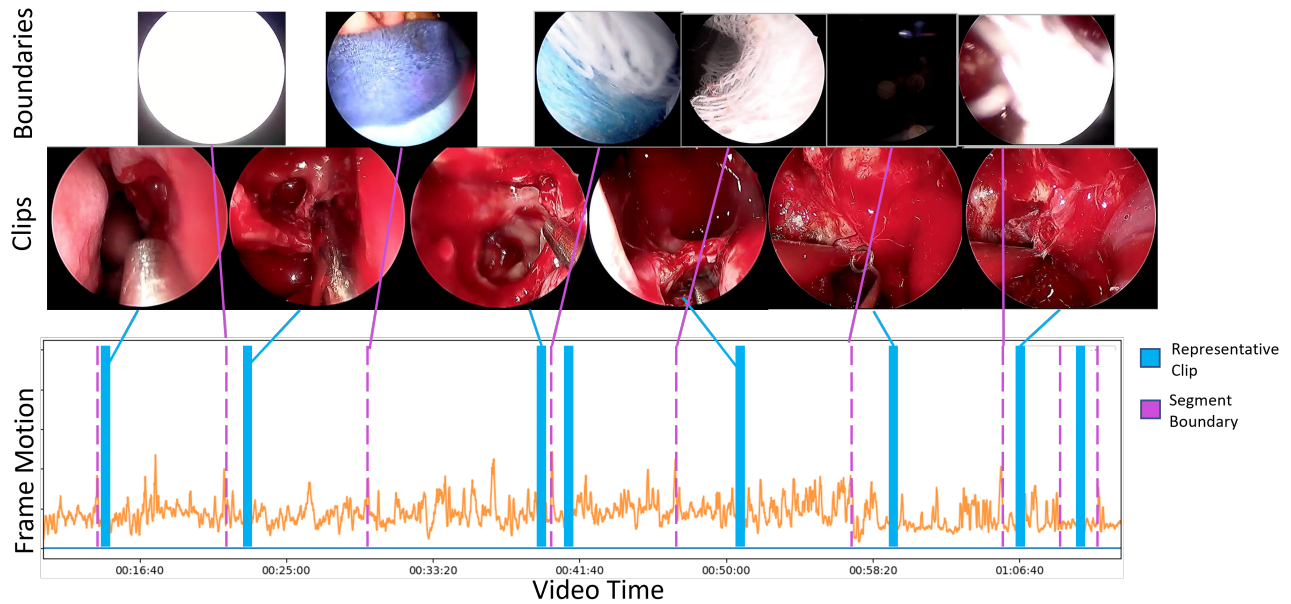 Boundaries
Clips
Representative
Clip
Segment
Boundary
Frame Motion
00:16:40 00:25:00 00:33:20 00:41:40 00:50:00 00:58:20 01:06:40
Video Time